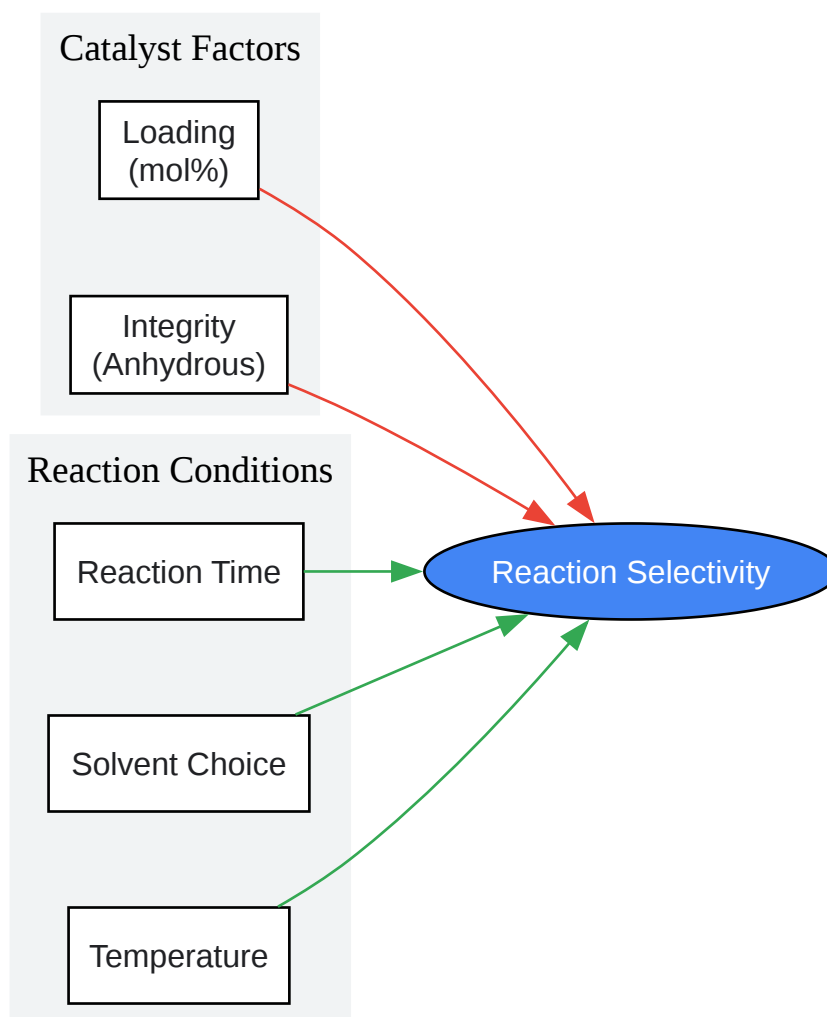 Catalyst Factors
Loading
(mol%)
Integrity
(Anhydrous)
Reaction Conditions
Reaction Time
Reaction Selectivity
Solvent Choice
Temperature